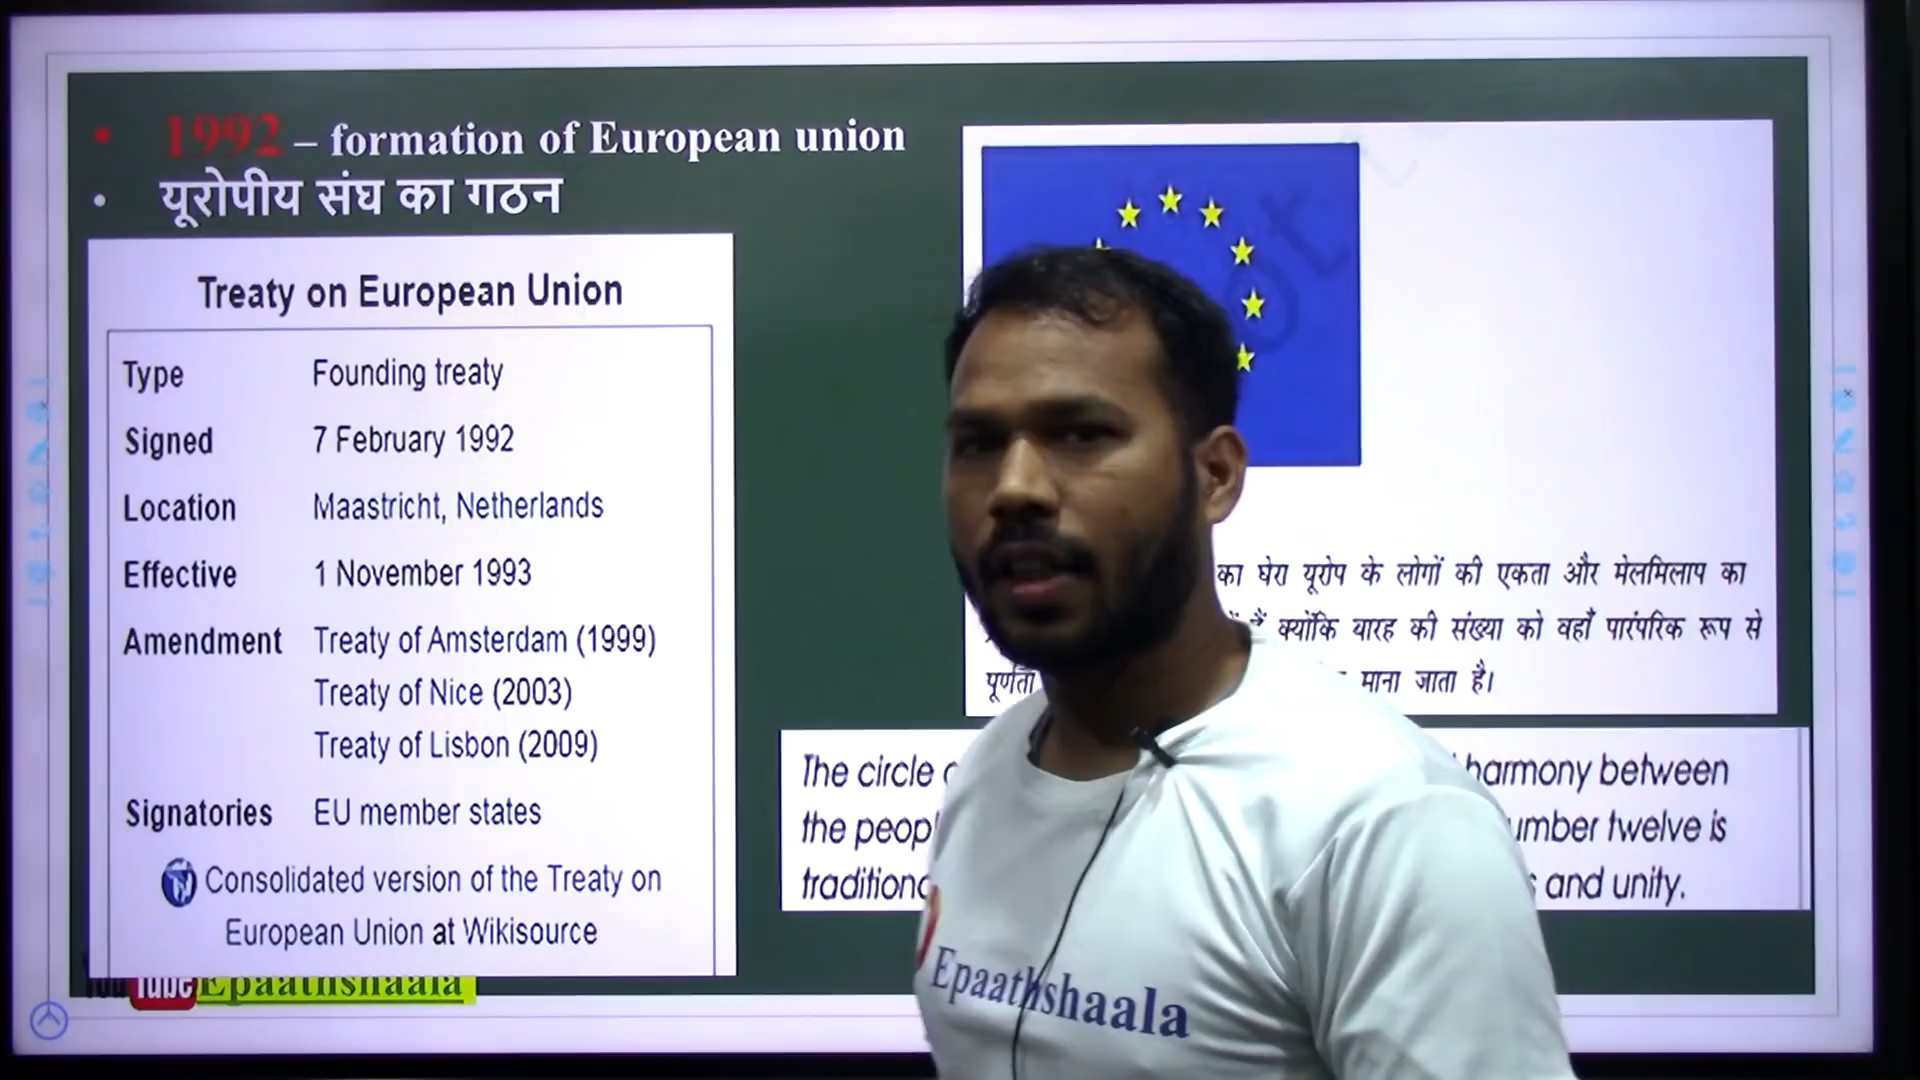 1992 – formation of European union
यूरोपीय संघ का गठन
Treaty on European Union
Type Founding treaty
Signed 7 February 1992
Location Maastricht, Netherlands
Effective 1 November 1993
Amendment Treaty of Amsterdam (1999)
Treaty of Nice (2003)
Treaty of Lisbon (2009)
Signatories EU member states
Consolidated version of the Treaty on
European Union at Wikisource
YouTube Epaathshaala
का घेरा यूरोप के लोगों की एकता और मेलमिलाप का
हैं क्योंकि बारह की संख्या को वहाँ पारंपरिक रूप से
पूर्णता माना जाता है।
The circle harmony between
the number twelve is
and unity.
Epaathshaala